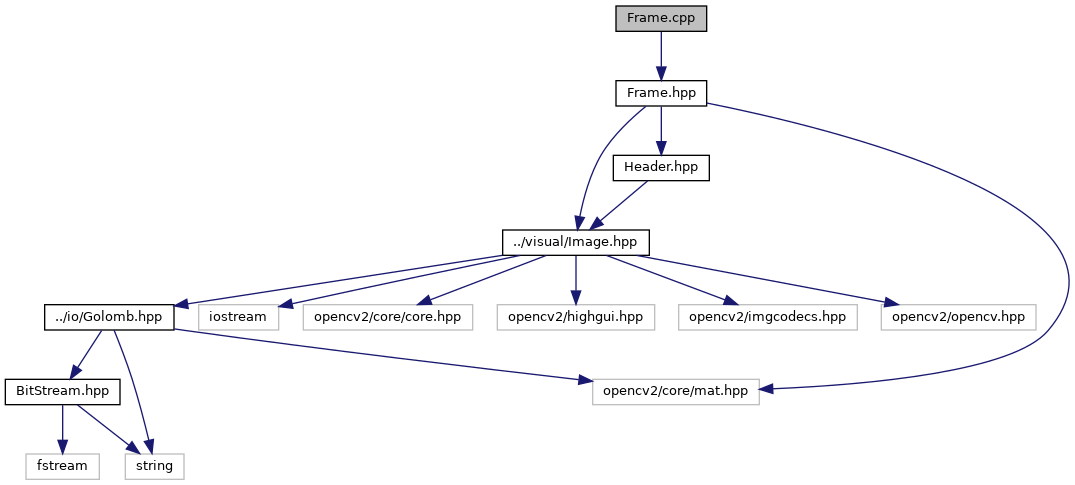 Frame.cpp
Frame.hpp
Header.hpp
../visual/Image.hpp
../io/Golomb.hpp
iostream
opencv2/core/core.hpp
opencv2/highgui.hpp
opencv2/imgcodecs.hpp
opencv2/opencv.hpp
BitStream.hpp
opencv2/core/mat.hpp
fstream
string